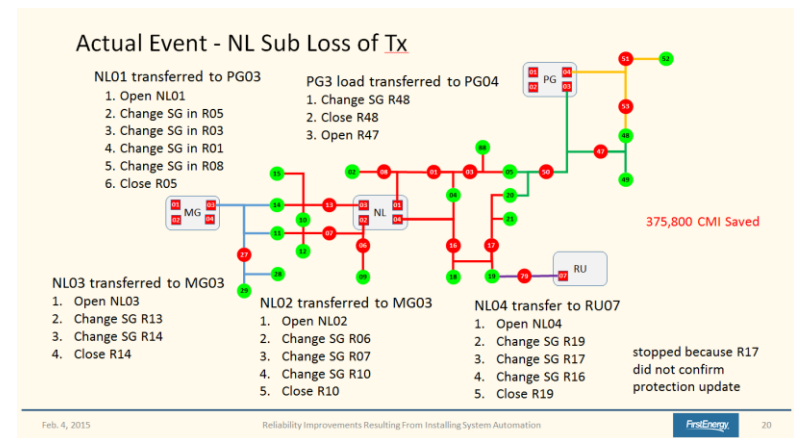 Actual Event - NL Sub Loss of Tx
NL01 transferred to PG03
1. Open NL01
2. Change SG in R05
3. Change SG in R03
4. Change SG in R01
5. Change SG in R08
6. Close R05
PG3 load transferred to PG04
1. Change SG R48
2. Close R48
3. Open R47
01
04
PG
02
03
51
52
53
48
47
49
88
02
08
01
03
05
50
15
04
20
21
14
13
10
11
07
12
01
03
MG
02
04
03
01
NL
02
04
27
28
29
06
09
16
17
18
19
79
07
RU
375,800 CMI Saved
NL03 transferred to MG03
1. Open NL03
2. Change SG R13
3. Change SG R14
4. Close R14
NL02 transferred to MG03
1. Open NL02
2. Change SG R06
3. Change SG R07
4. Change SG R10
5. Close R10
NL04 transfer to RU07
1. Open NL04
2. Change SG R19
3. Change SG R17
4. Change SG R16
5. Close R19
stopped because R17
did not confirm
protection update
Feb. 4, 2015
Reliability Improvements Resulting From Installing System Automation
FirstEnergy
20